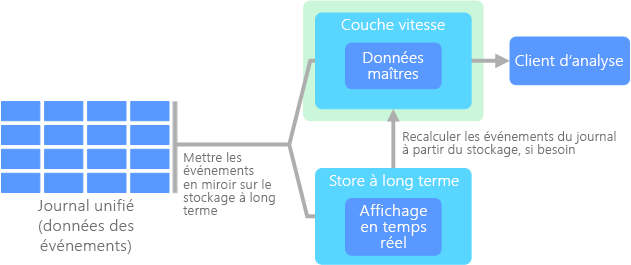 Couche vitesse
Données
maîtres
Client d’analyse
Mettre les
événements
en miroir sur le
stockage à long
terme
Recalculer les événements du journal
à partir du stockage, si besoin
Journal unifié
(données des
événements)
Store à long terme
Affichage
en temps
réel